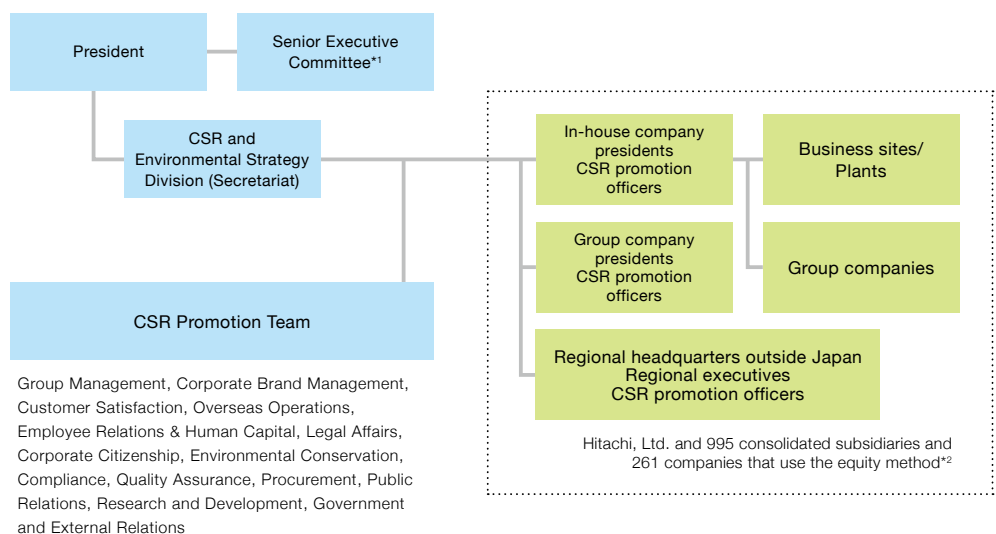 President
Senior Executive
Committee*1
CSR and
Environmental Strategy
Division (Secretariat)
CSR Promotion Team
Group Management, Corporate Brand Management,
Customer Satisfaction, Overseas Operations,
Employee Relations & Human Capital, Legal Affairs,
Corporate Citizenship, Environmental Conservation,
Compliance, Quality Assurance, Procurement, Public
Relations, Research and Development, Government
and External Relations
In-house company
presidents
CSR promotion
officers
Business sites/
Plants
Group company
presidents
CSR promotion
officers
Group companies
Regional headquarters outside Japan
Regional executives
CSR promotion officers
Hitachi, Ltd. and 995 consolidated subsidiaries and
261 companies that use the equity method*2